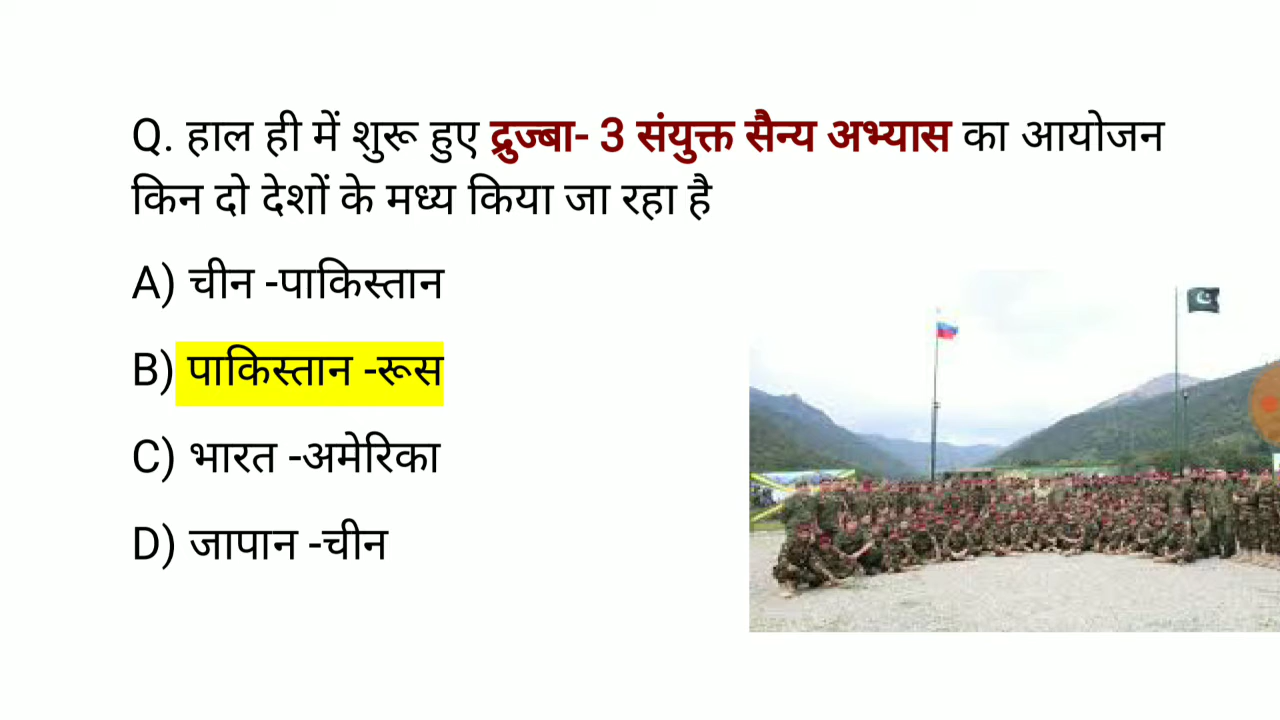 Q. हाल ही में शुरू हुए द्रुज्बा- 3 संयुक्त सैन्य अभ्यास का आयोजन
किन दो देशों के मध्य किया जा रहा है
A) चीन -पाकिस्तान
B) पाकिस्तान -रूस
C) भारत -अमेरिका
D) जापान -चीन